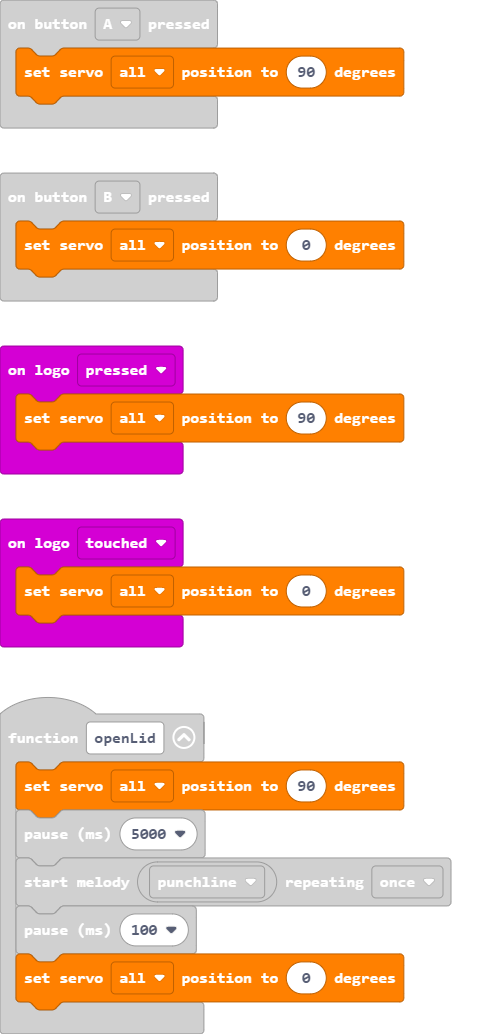 on button A pressed
set servo all position to 90 degrees
on button B pressed
set servo all position to 0 degrees
on logo pressed
set servo all position to 90 degrees
on logo touched
set servo all position to 0 degrees
function openLid
set servo all position to 90 degrees
pause (ms) 5000
start melody punchline repeating once
pause (ms) 100
set servo all position to 0 degrees